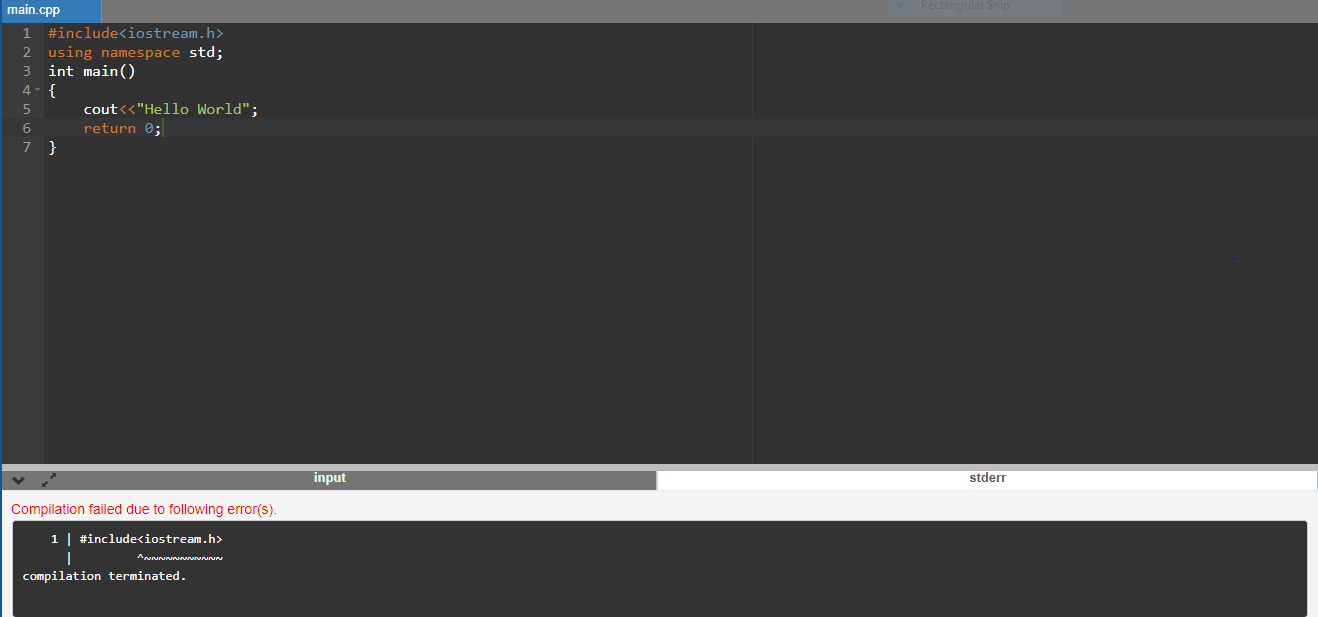 main.cpp
Rectangular Snip
1 #include<iostream.h>
2 using namespace std;
3 int main()
4 {
5     cout<<"Hello World";
6     return 0;
7 }
input
stderr
Compilation failed due to following error(s).
    1 | #include<iostream.h>
      |         ^~~~~~~~~~~~
compilation terminated.